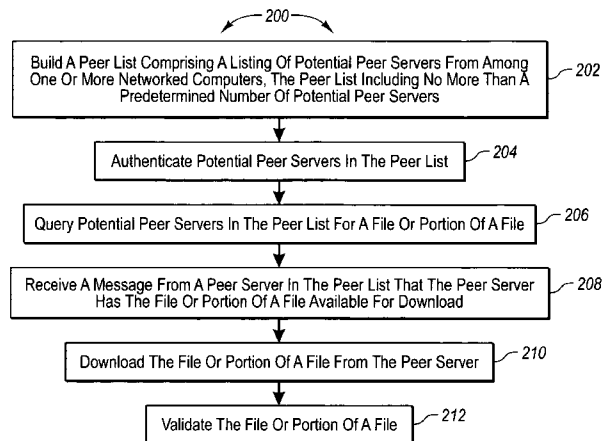 200
Build A Peer List Comprising A Listing Of Potential Peer Servers From Among
One Or More Networked Computers, The Peer List Including No More Than A
Predetermined Number Of Potential Peer Servers
202
Authenticate Potential Peer Servers In The Peer List
204
Query Potential Peer Servers In The Peer List For A File Or Portion Of A File
206
Receive A Message From A Peer Server In The Peer List That The Peer Server
Has The File Or Portion Of A File Available For Download
208
Download The File Or Portion Of A File From The Peer Server
210
Validate The File Or Portion Of A File
212